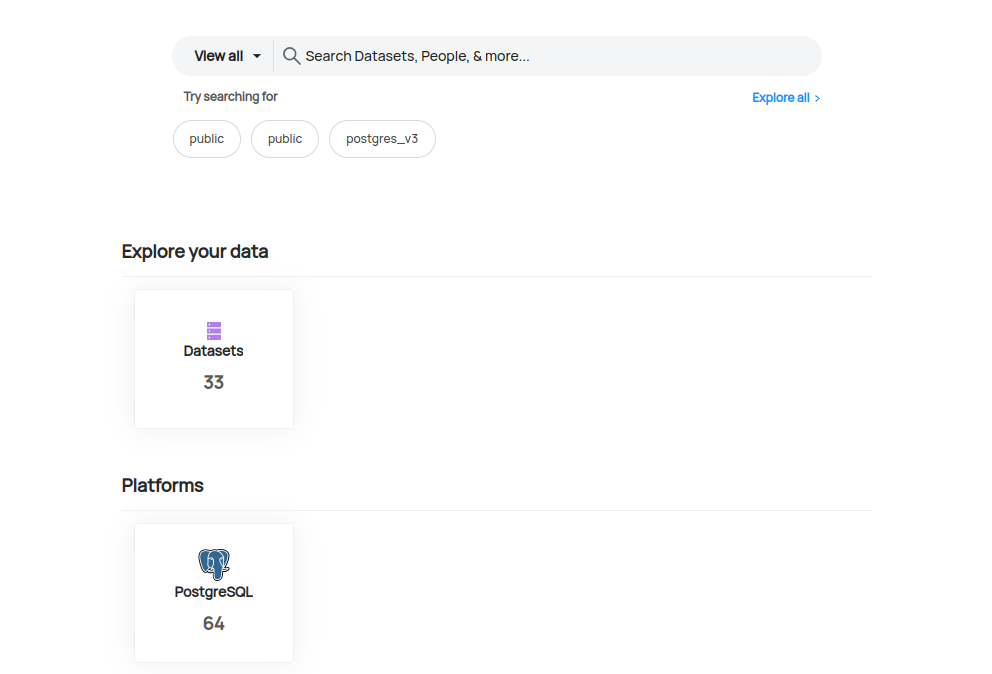 View all Search Datasets, People, & more...
Try searching for Explore all >
public public postgres_v3
Explore your data
Datasets
33
Platforms
PostgreSQL
64